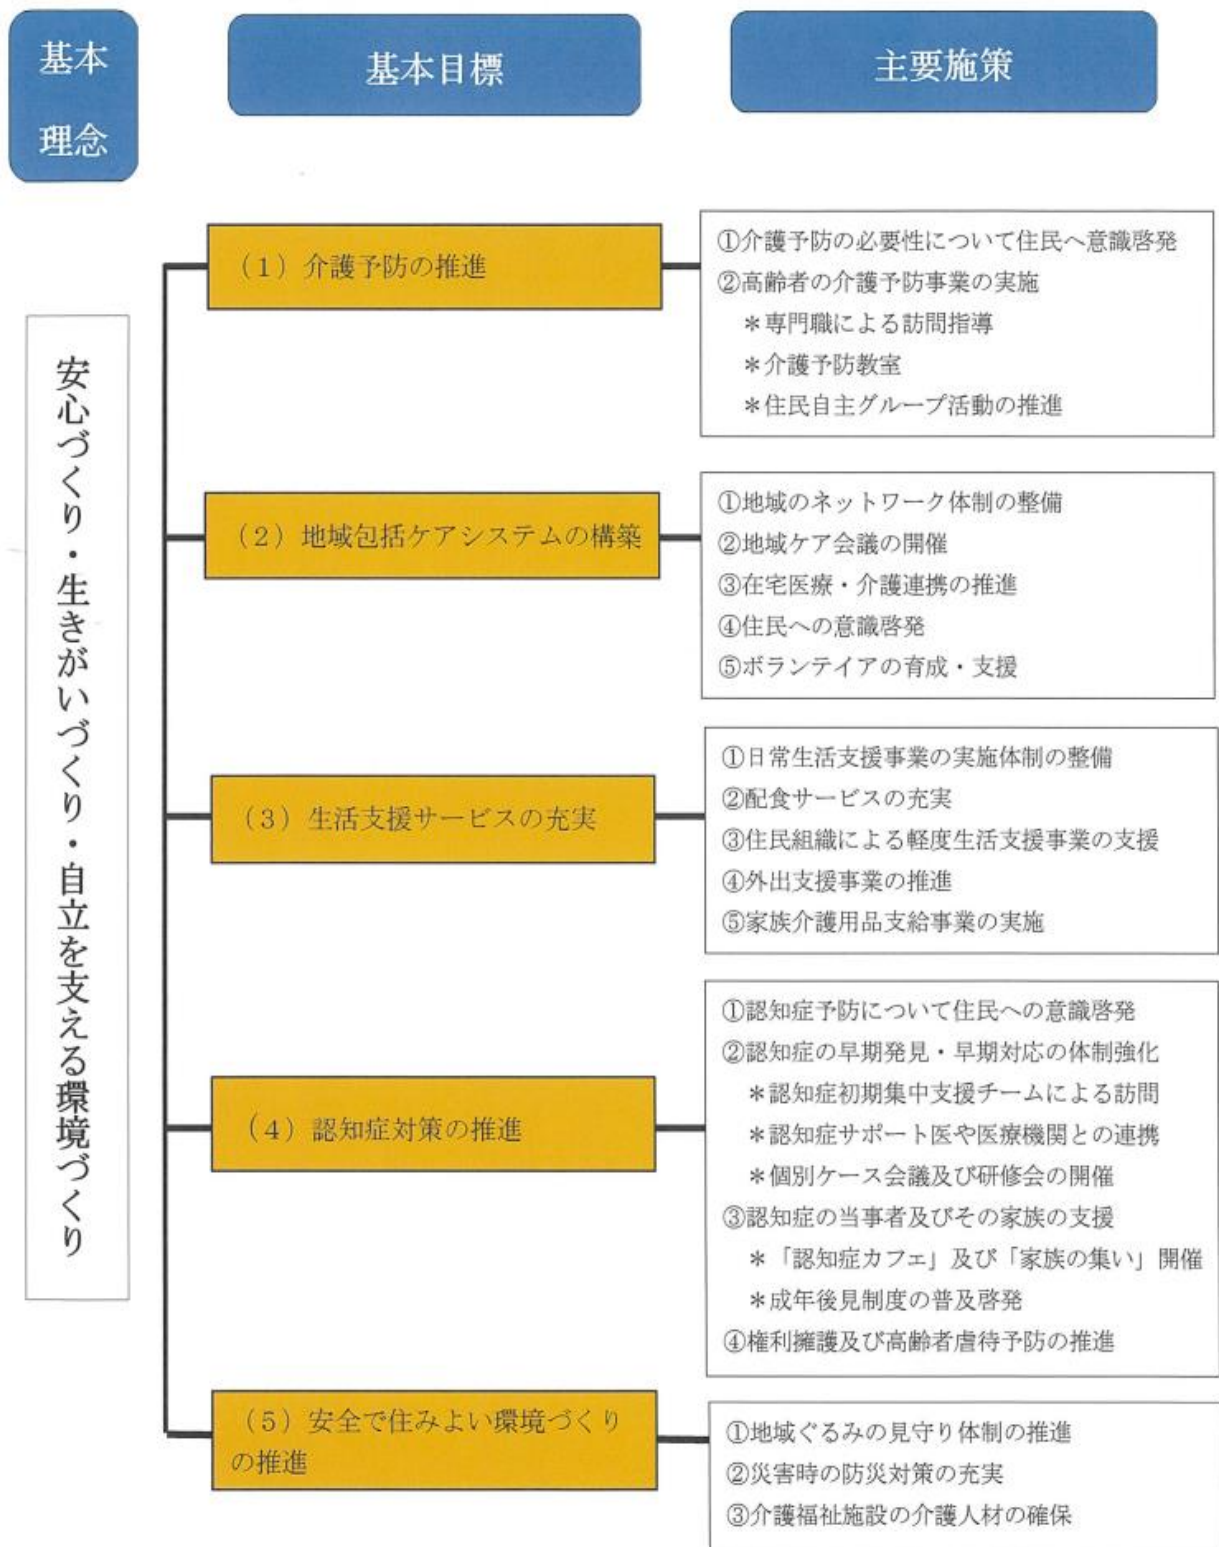 基本
理念
基本目標
主要施策
安心づくり・生きがいづくり・自立を支える環境づくり
（1）介護予防の推進
①介護予防の必要性について住民へ意識啓発
②高齢者の介護予防事業の実施
＊専門職による訪問指導
＊介護予防教室
＊住民自主グループ活動の推進
（2）地域包括ケアシステムの構築
①地域のネットワーク体制の整備
②地域ケア会議の開催
③在宅医療・介護連携の推進
④住民への意識啓発
⑤ボランテイアの育成・支援
（3）生活支援サービスの充実
①日常生活支援事業の実施体制の整備
②配食サービスの充実
③住民組織による軽度生活支援事業の支援
④外出支援事業の推進
⑤家族介護用品支給事業の実施
（4）認知症対策の推進
①認知症予防について住民への意識啓発
②認知症の早期発見・早期対応の体制強化
＊認知症初期集中支援チームによる訪問
＊認知症サポート医や医療機関との連携
＊個別ケース会議及び研修会の開催
③認知症の当事者及びその家族の支援
＊「認知症カフェ」及び「家族の集い」開催
＊成年後見制度の普及啓発
④権利擁護及び高齢者虐待予防の推進
（5）安全で住みよい環境づくり
の推進
①地域ぐるみの見守り体制の推進
②災害時の防災対策の充実
③介護福祉施設の介護人材の確保